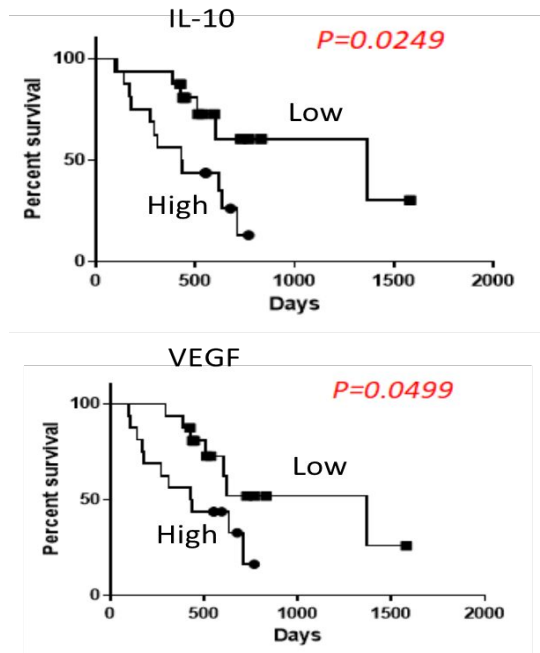 IL-10
P=0.0249
100
50
0
Percent survival
Low
High
0 500 1000 1500 2000
Days
VEGF
P=0.0499
100
50
0
Percent survival
Low
High
0 500 1000 1500 2000
Days